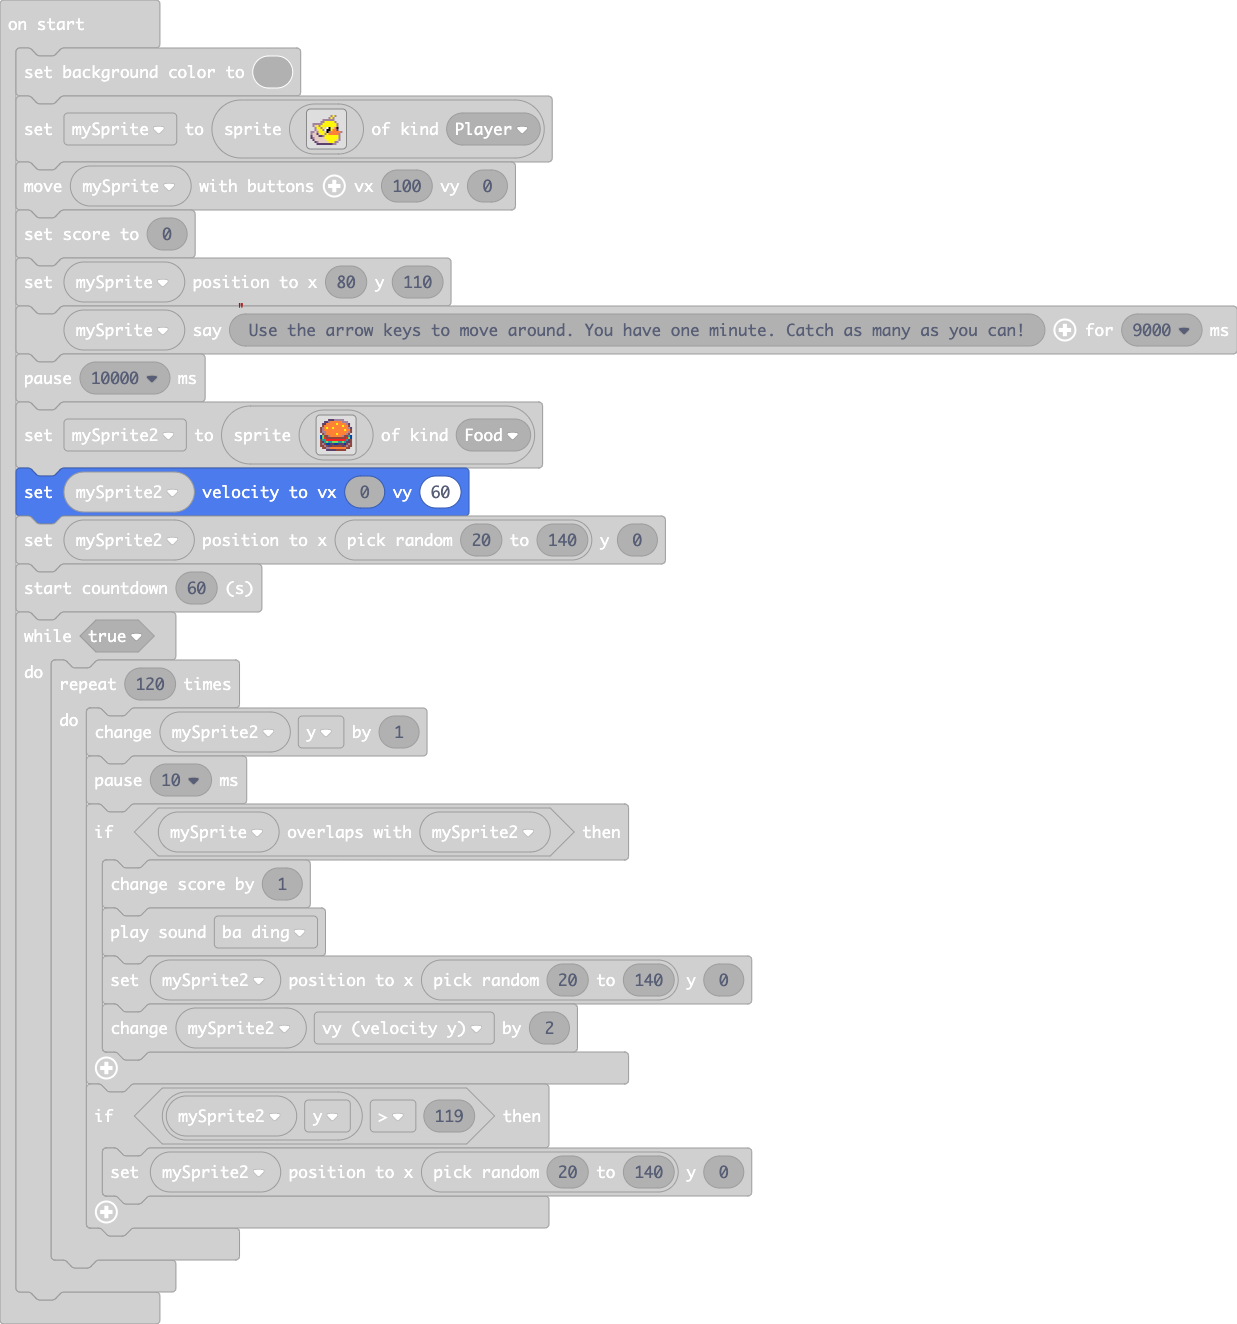 on start
set background color to
set mySprite to sprite of kind Player
move mySprite with buttons vx 100 vy 0
set score to 0
set mySprite position to x 80 y 110
mySprite say " Use the arrow keys to move around. You have one minute. Catch as many as you can! for 9000 ms
pause 10000 ms
set mySprite2 to sprite of kind Food
set mySprite2 velocity to vx 0 vy 60
set mySprite2 position to x pick random 20 to 140 y 0
start countdown 60 (s)
while true
do
repeat 120 times
do
change mySprite2 y by 1
pause 10 ms
if mySprite overlaps with mySprite2 then
change score by 1
play sound ba ding
set mySprite2 position to x pick random 20 to 140 y 0
change mySprite2 vy (velocity y) by 2
if mySprite2 y > 119 then
set mySprite2 position to x pick random 20 to 140 y 0